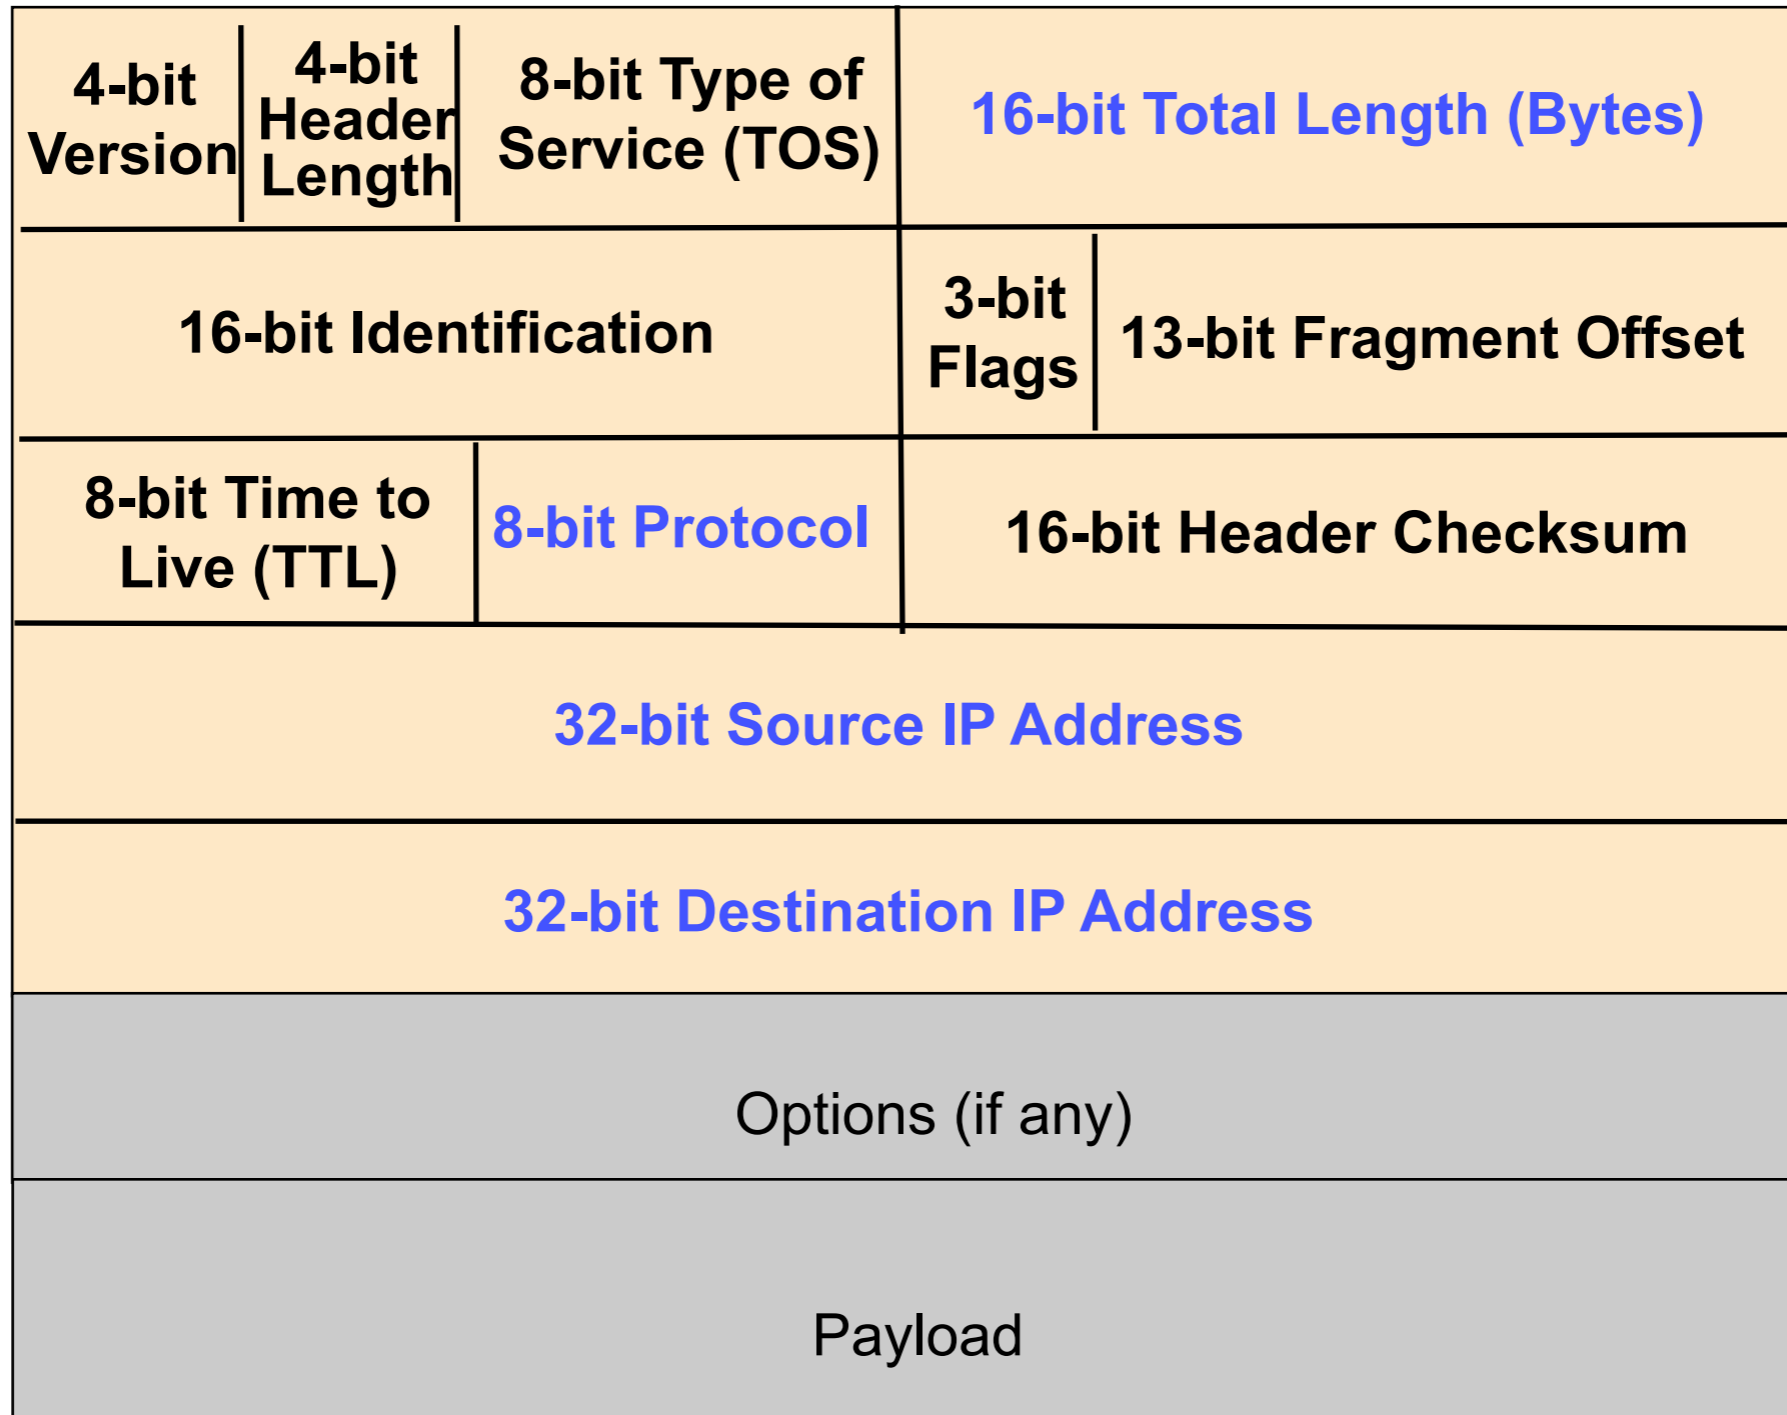 4-bit
Version
4-bit
Header
Length
8-bit Type of
Service (TOS)
16-bit Total Length (Bytes)
16-bit Identification
3-bit
Flags
13-bit Fragment Offset
8-bit Time to
Live (TTL)
8-bit Protocol
16-bit Header Checksum
32-bit Source IP Address
32-bit Destination IP Address
Options (if any)
Payload